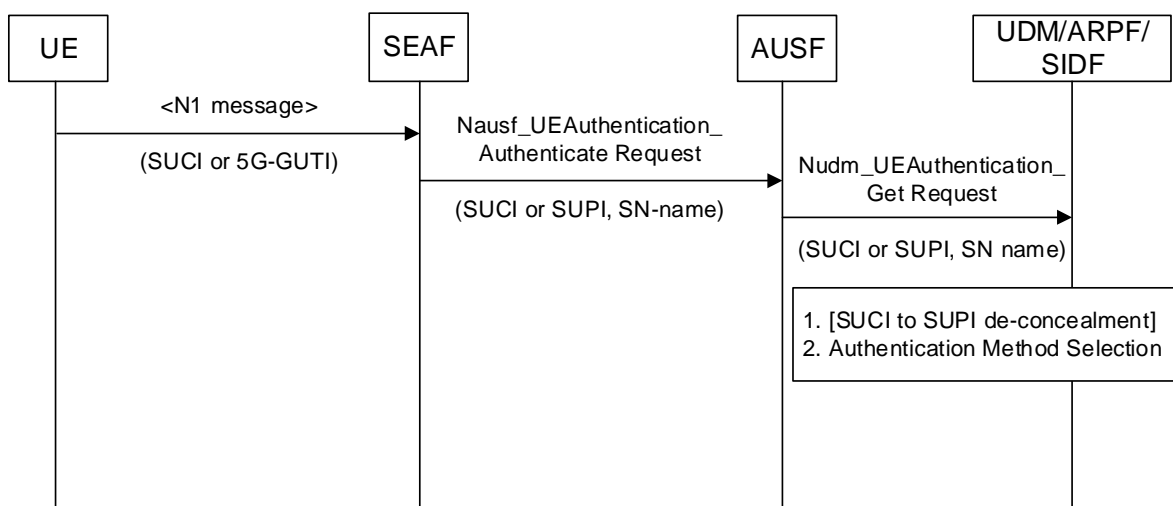 UE
SEAF
AUSF
UDM/ARPF/
SIDF
<N1 message>
(SUCI or 5G-GUTI)
Nausf_UEAuthentication_
Authenticate Request
(SUCI or SUPI, SN-name)
Nudm_UEAuthentication_
Get Request
(SUCI or SUPI, SN name)
1. [SUCI to SUPI de-concealment]
2. Authentication Method Selection